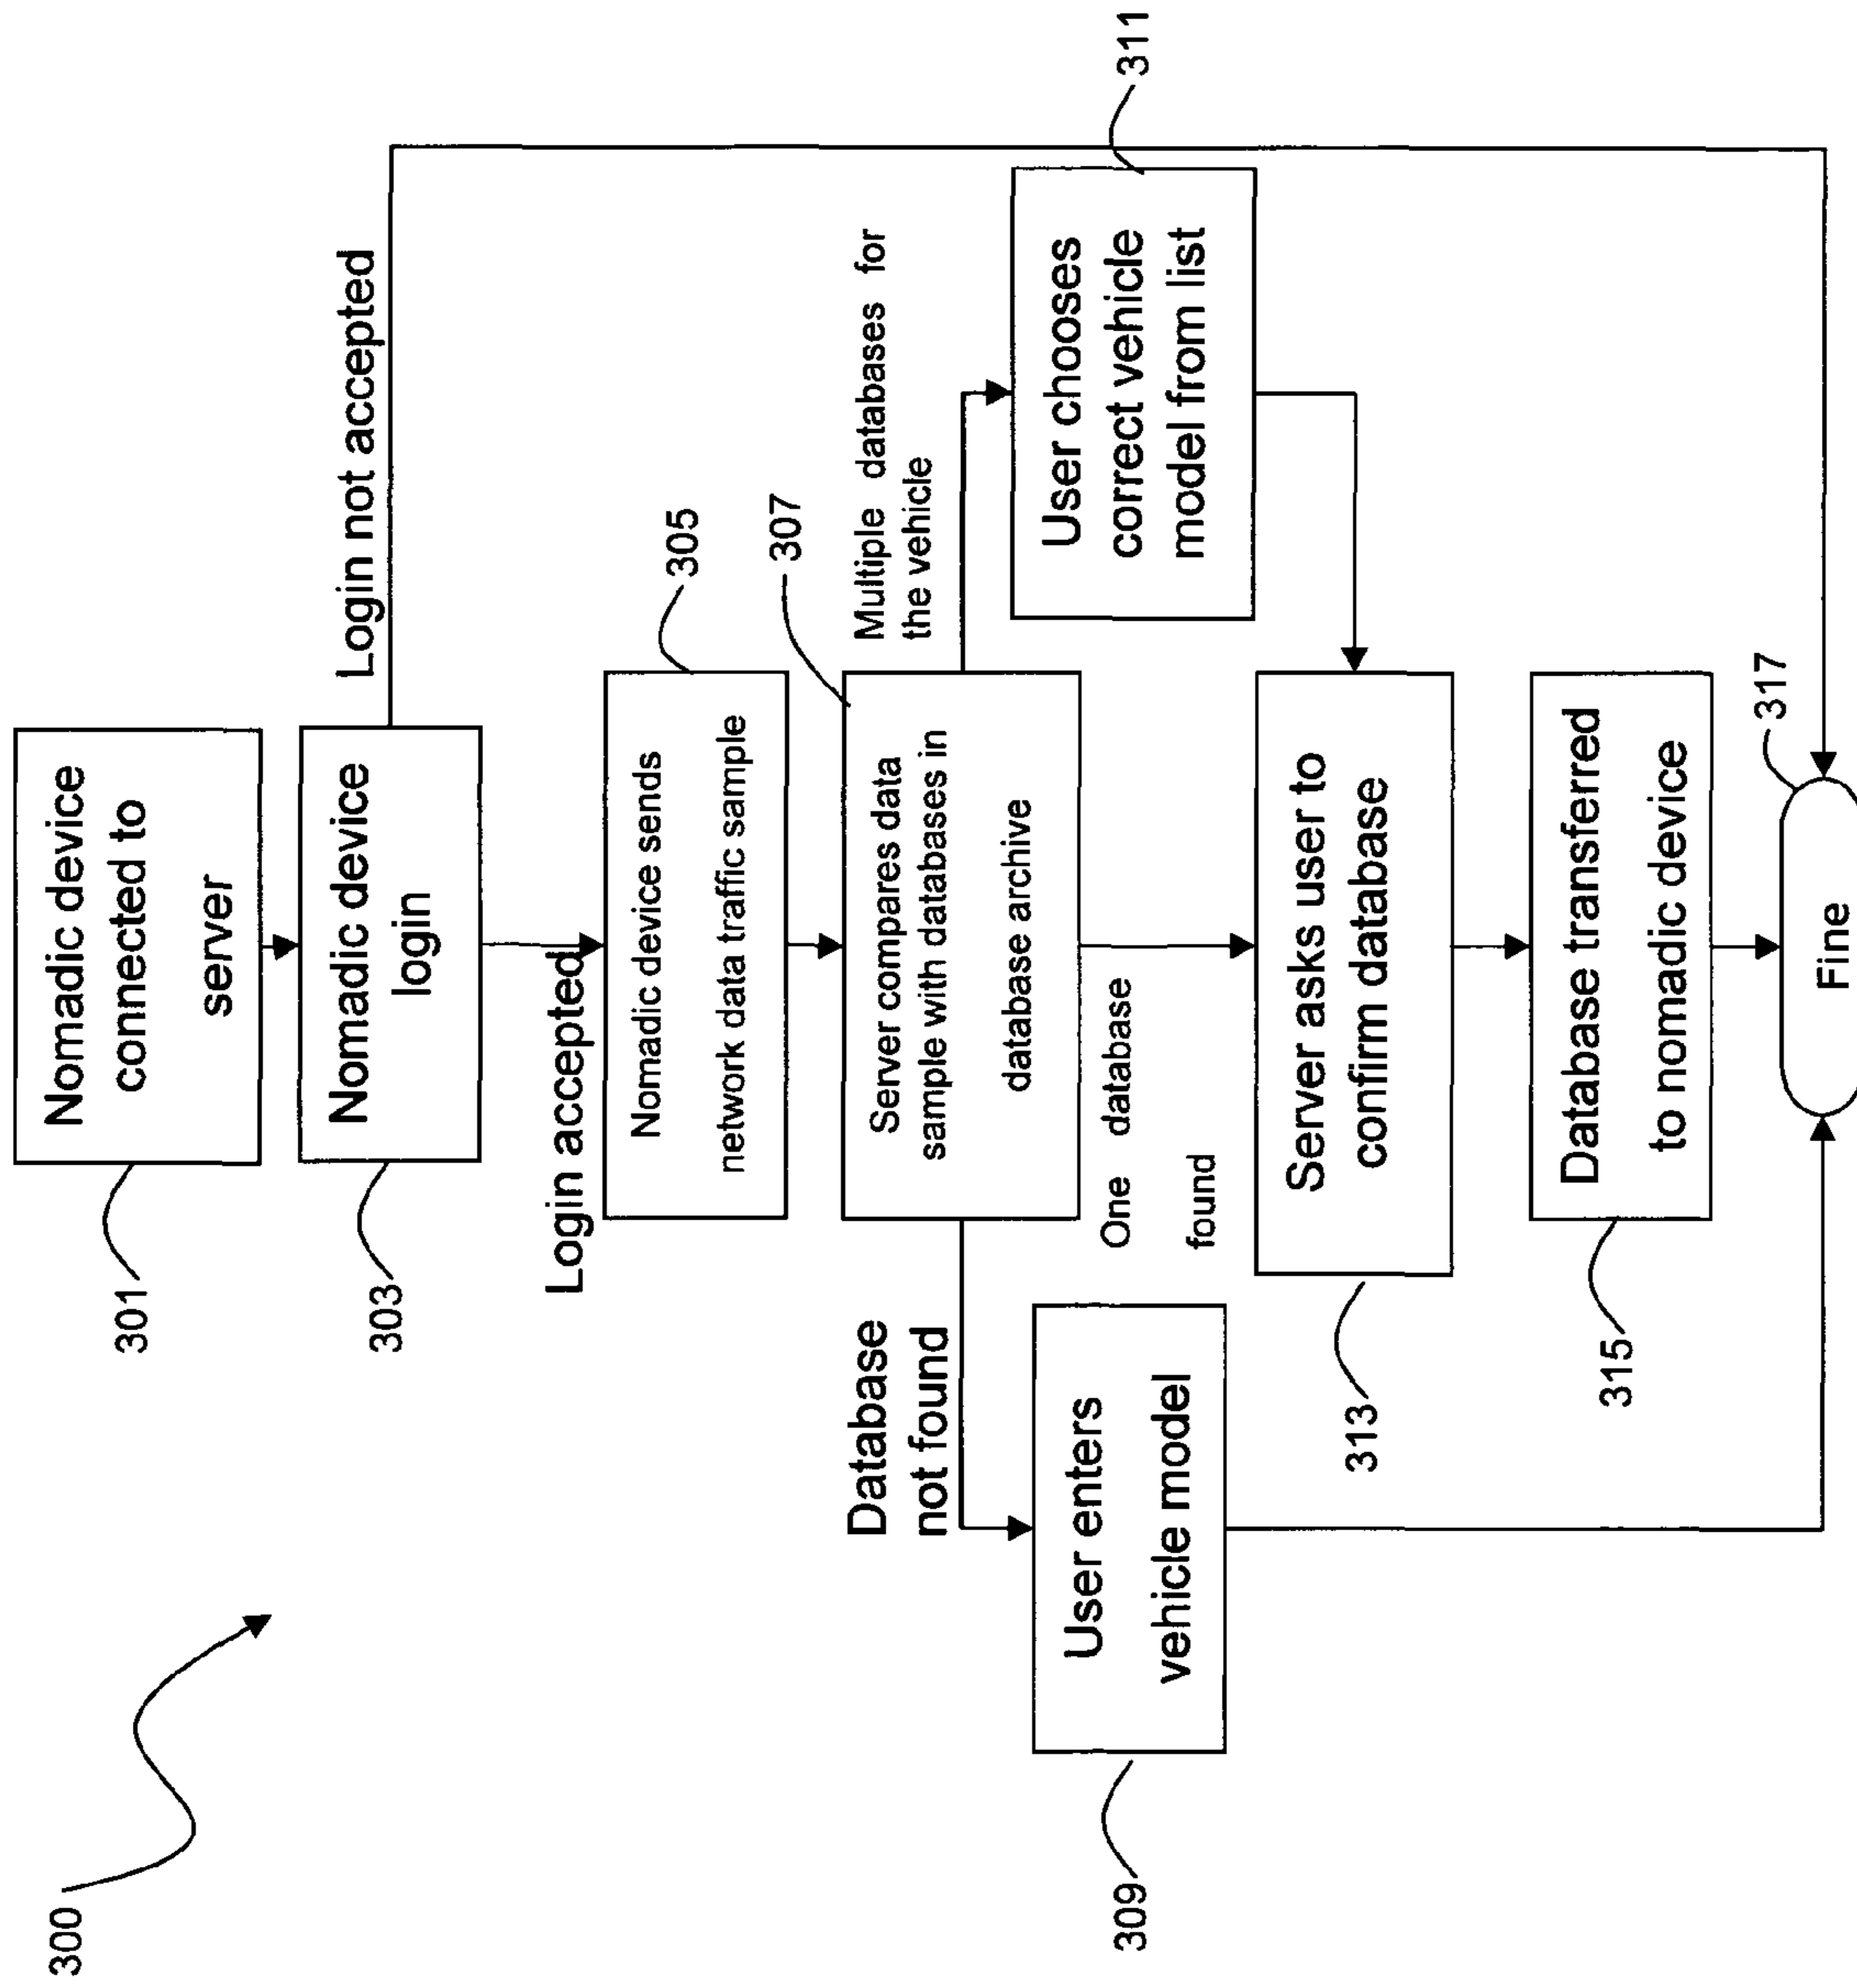 300
301
Nomadic device
connected to
server
303
Nomadic device
login
Login not accepted
Login accepted
305
Nomadic device sends
network data traffic sample
307
Server compares data
sample with databases in
database archive
Database
not found
One database
found
Multiple databases for
the vehicle
309
User enters
vehicle model
311
User chooses
correct vehicle
model from list
313
Server asks user to
confirm database
315
Database transferred
to nomadic device
317
Fine